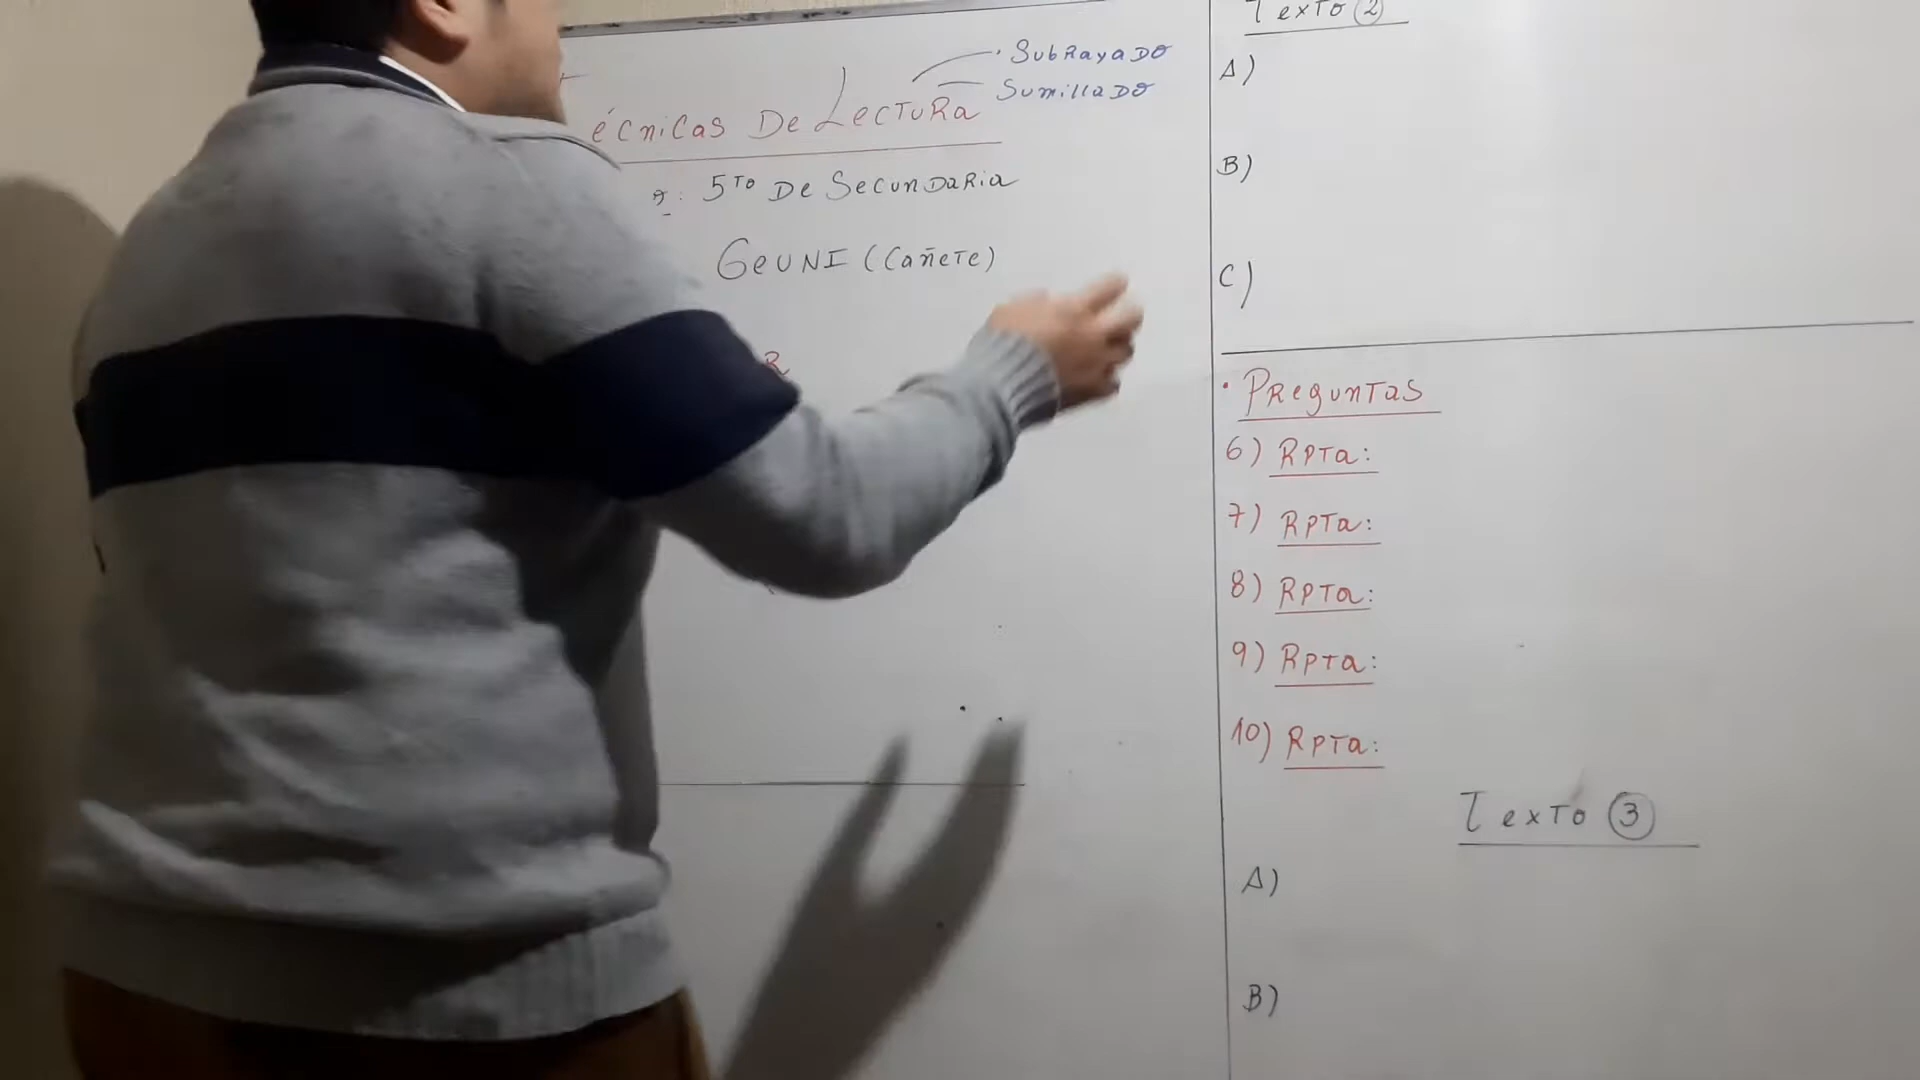 Subrayado
Sumillado
écnicas De Lectura
5to De Secundaria
GeUNI (Cañete)
R
Texto 2
A)
B)
C)
• Preguntas
6) Rpta:
7) Rpta:
8) Rpta:
9) Rpta:
10) Rpta:
Texto 3
A)
B)